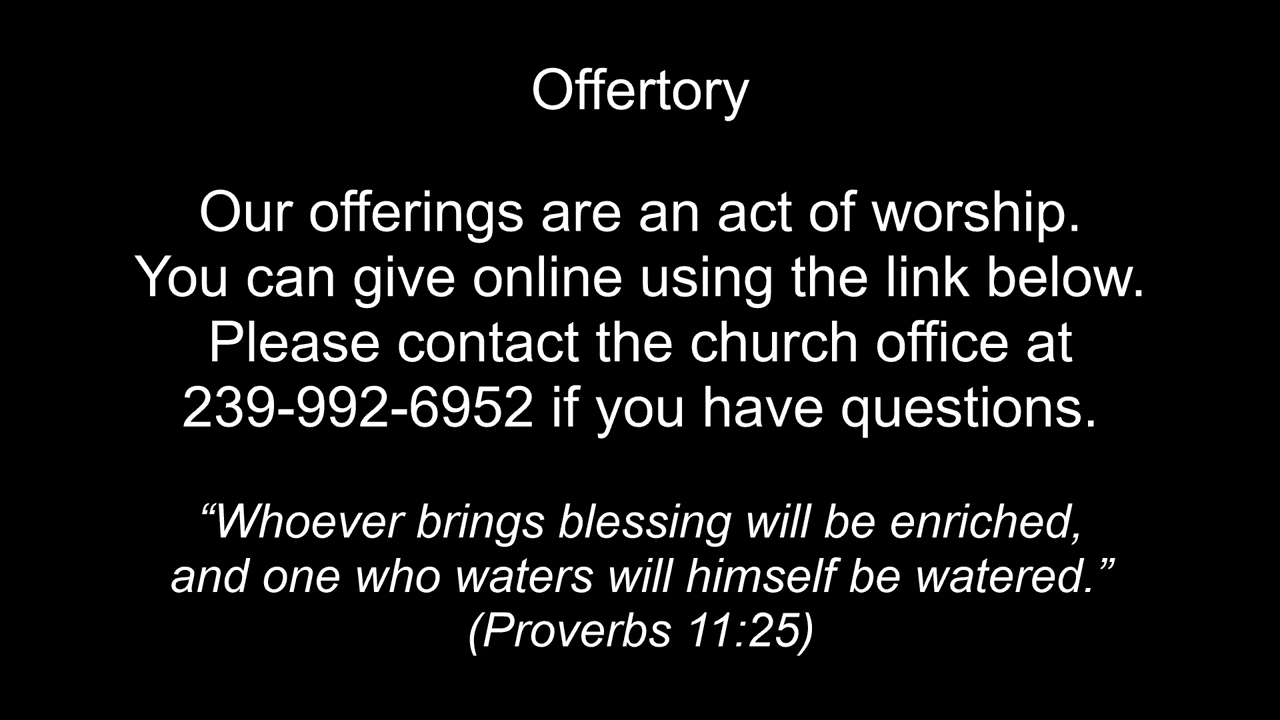 Offertory
Our offerings are an act of worship.
You can give online using the link below.
Please contact the church office at
239-992-6952 if you have questions.
“Whoever brings blessing will be enriched,
and one who waters will himself be watered.”
(Proverbs 11:25)